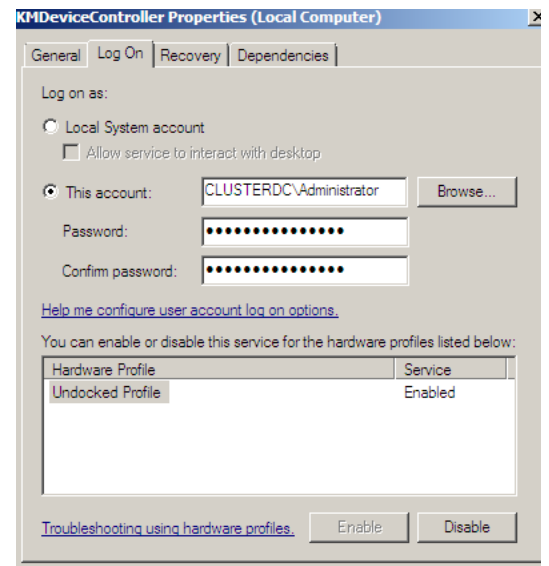 KMDeviceController Properties (Local Computer)
General Log On Recovery Dependencies
Log on as:
Local System account
Allow service to interact with desktop
This account: CLUSTERDC\Administrator Browse...
Password: •••••••••••••••
Confirm password: •••••••••••••••
Help me configure user account log on options.
You can enable or disable this service for the hardware profiles listed below:
Hardware Profile Service
Undocked Profile Enabled
Troubleshooting using hardware profiles. Enable Disable